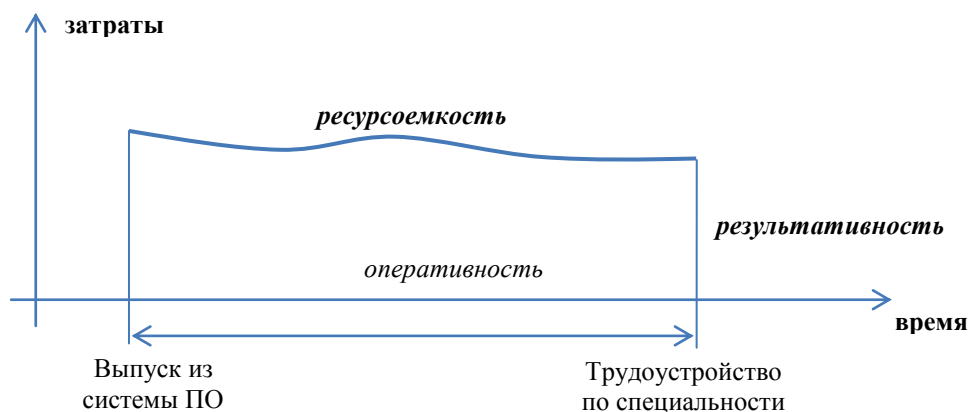 затраты
ресурсоемкость
результативность
оперативность
время
Выпуск из
системы ПО
Трудоустройство
по специальности